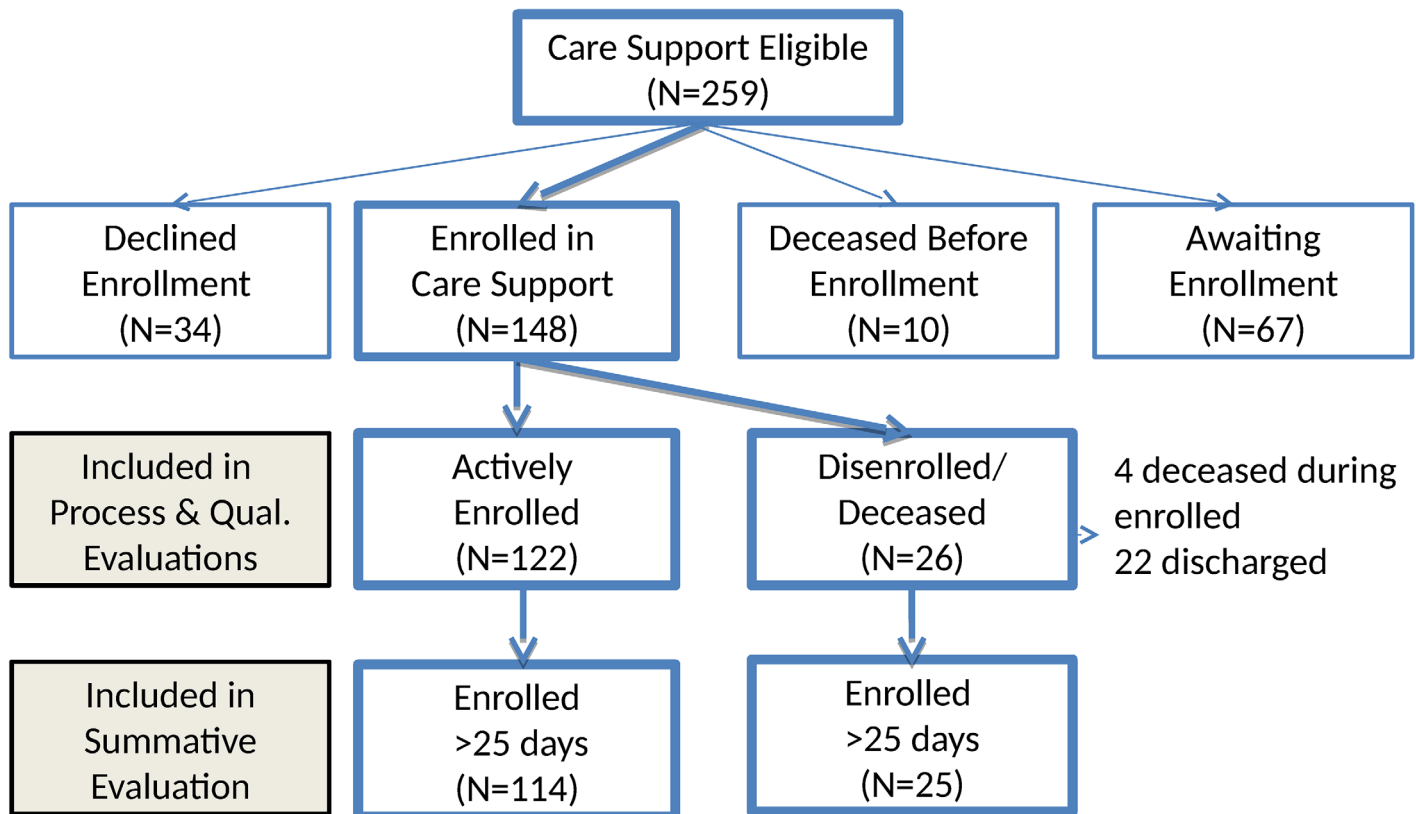 Care Support Eligible
(N=259)
Declined
Enrollment
(N=34)
Enrolled in
Care Support
(N=148)
Deceased Before
Enrollment
(N=10)
Awaiting
Enrollment
(N=67)
Included in
Process & Qual.
Evaluations
Actively
Enrolled
(N=122)
Disenrolled/
Deceased
(N=26)
4 deceased during
enrolled
22 discharged
Included in
Summative
Evaluation
Enrolled
>25 days
(N=114)
Enrolled
>25 days
(N=25)